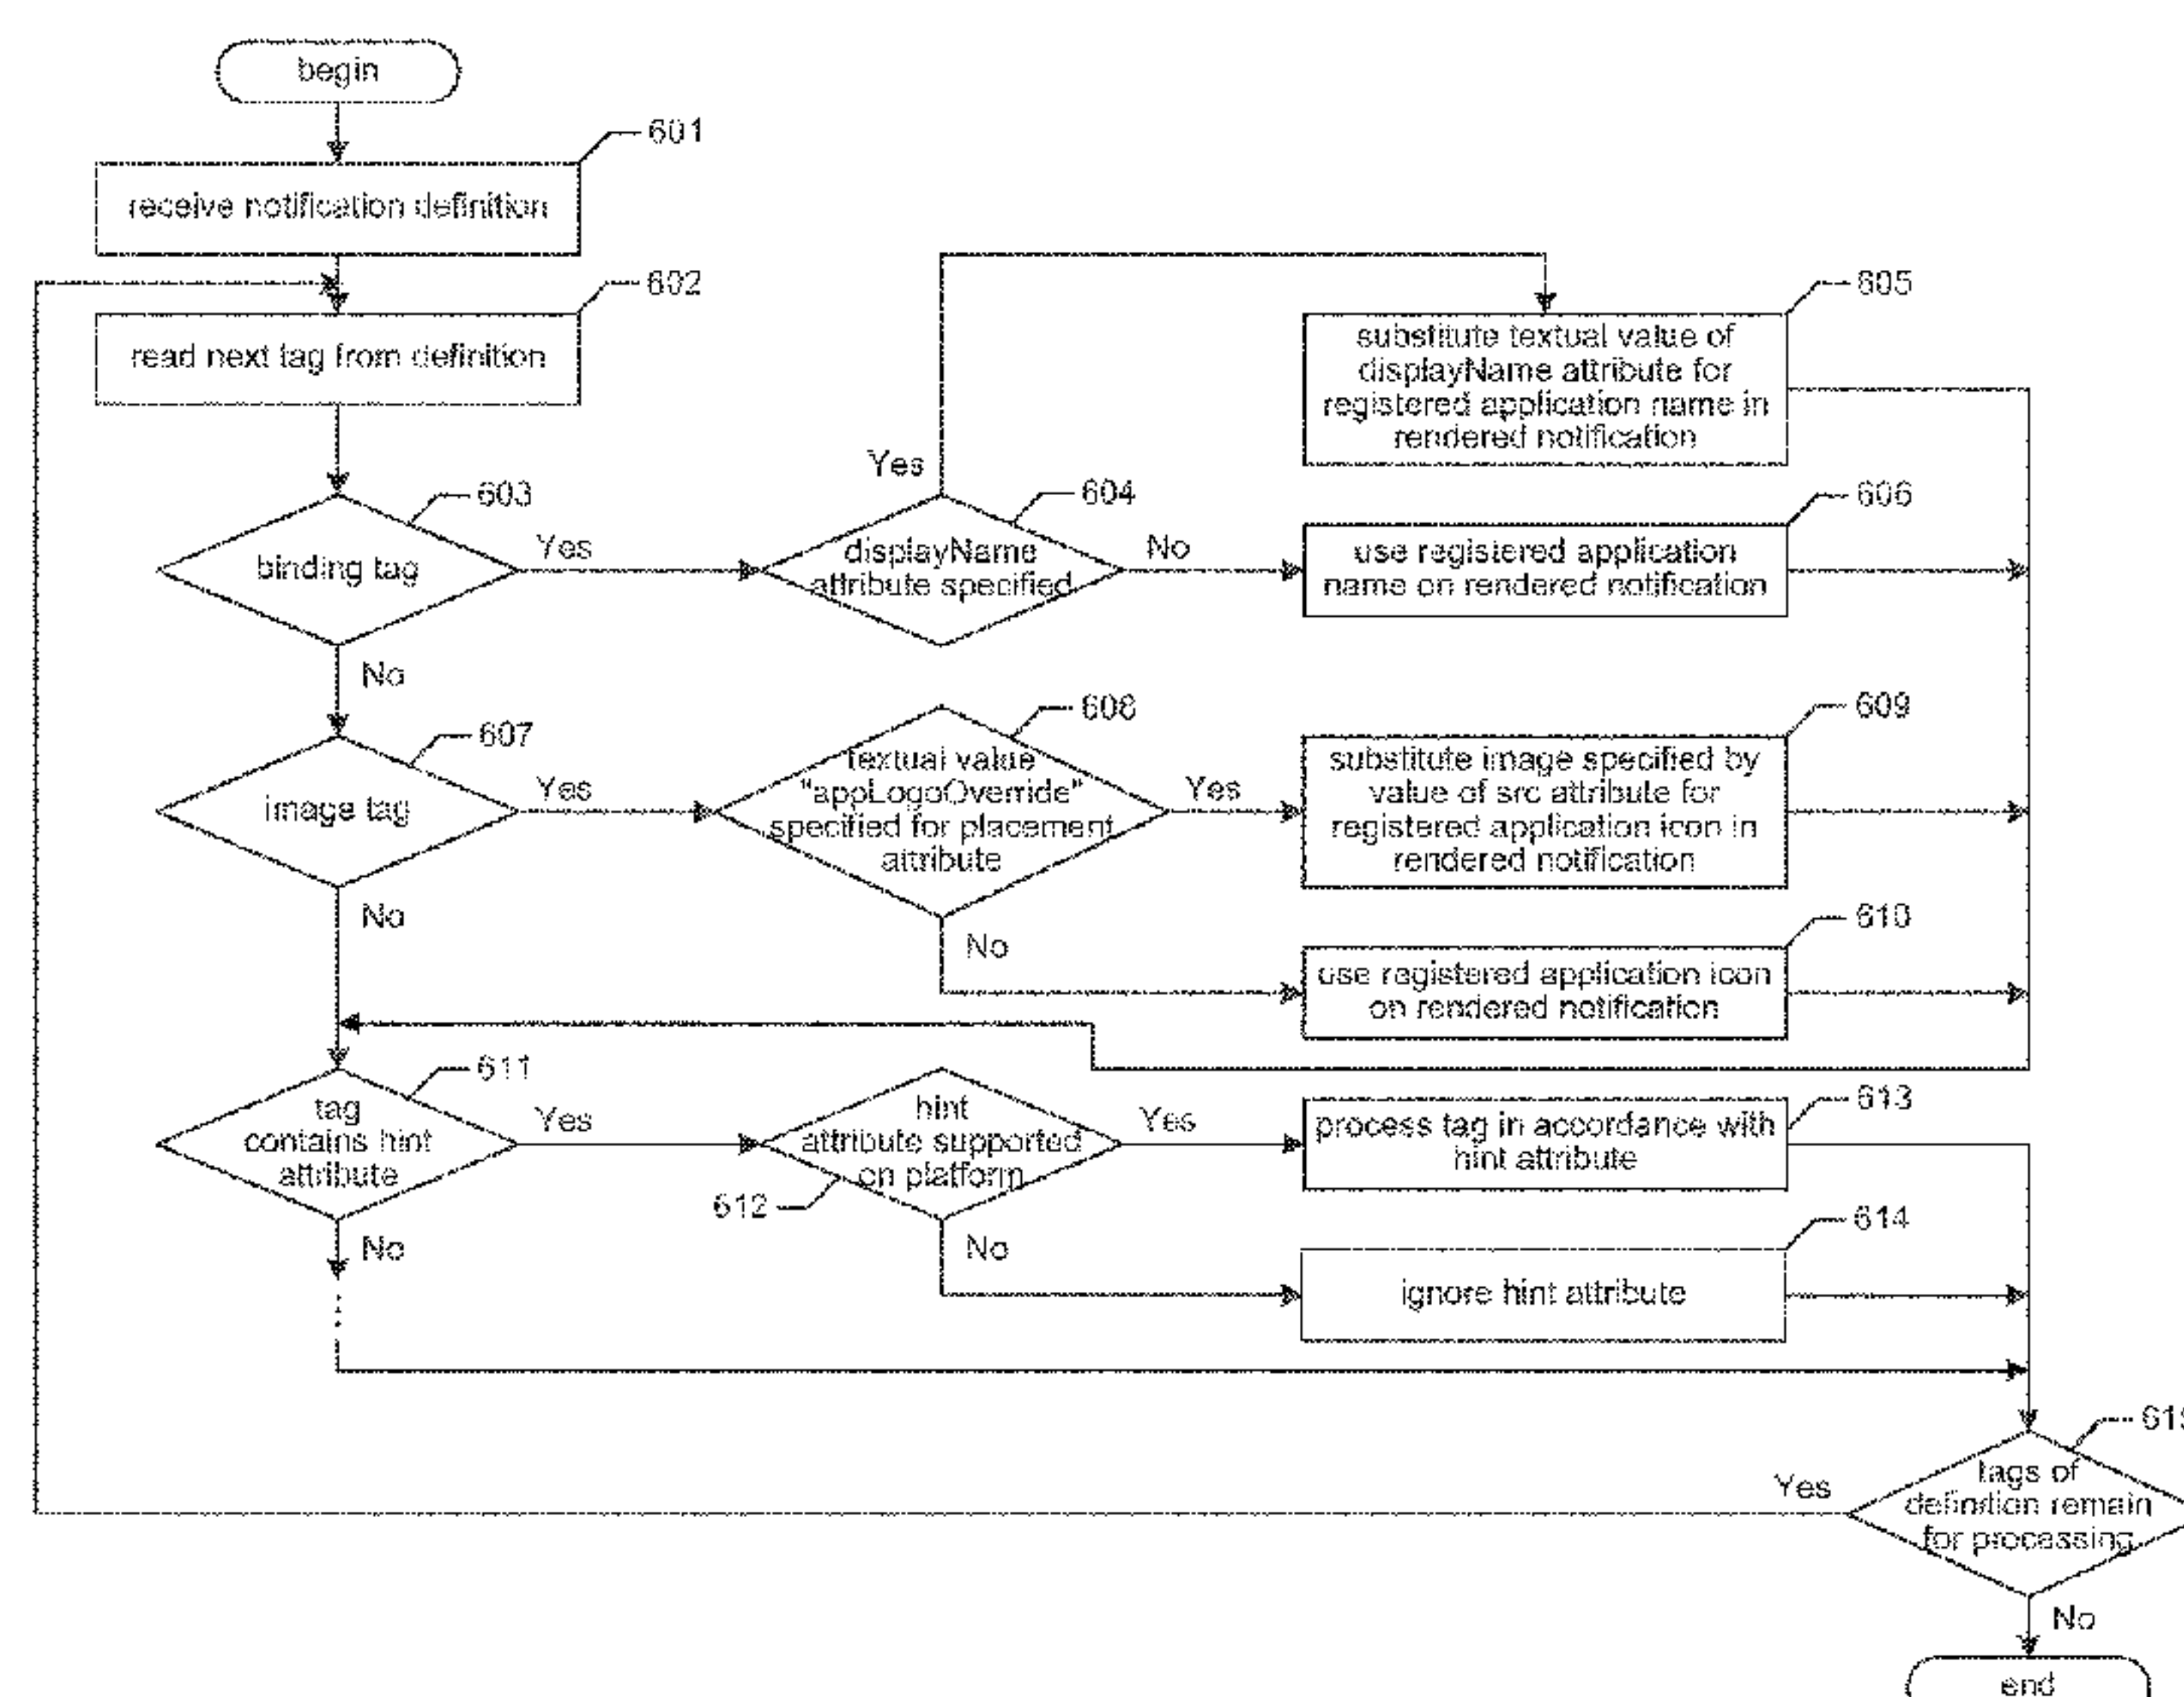 begin
601
receive notification definition
602
read next tag from definition
605
substitute textual value of
displayName attribute for
registered application name in
rendered notification
603
binding tag
Yes
No
604
displayName
attribute specified
Yes
No
606
use registered application
name on rendered notification
607
image tag
Yes
No
608
textual value
"appLogoOverride"
specified for placement
attribute
Yes
No
609
substitute image specified by
value of src attribute for
registered application icon in
rendered notification
610
use registered application icon
on rendered notification
611
tag
contains hint
attribute
Yes
No
612
hint
attribute supported
on platform
Yes
No
613
process tag in accordance with
hint attribute
614
ignore hint attribute
tags of
definition remain
for processing
Yes
No
end